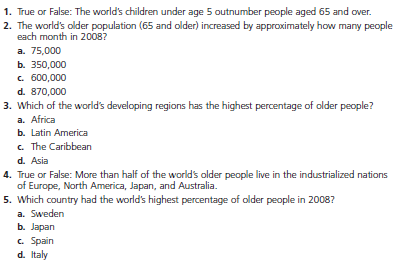 1. True or False: The world's children under age 5 outnumber people aged 65 and over.
2. The world's older population (65 and older) increased by approximately how many people
each month in 2008?
a. 75,000
b. 350,000
c. 600,000
d. 870,000
3. Which of the world's developing regions has the highest percentage of older people?
a. Africa
b. Latin America
c. The Caribbean
d. Asia
4. True or False: More than half of the world's older people live in the industrialized nations
of Europe, North America, Japan, and Australia.
5. Which country had the world's highest percentage of older people in 2008?
a. Sweden
b. Japan
c. Spain
d. Italy